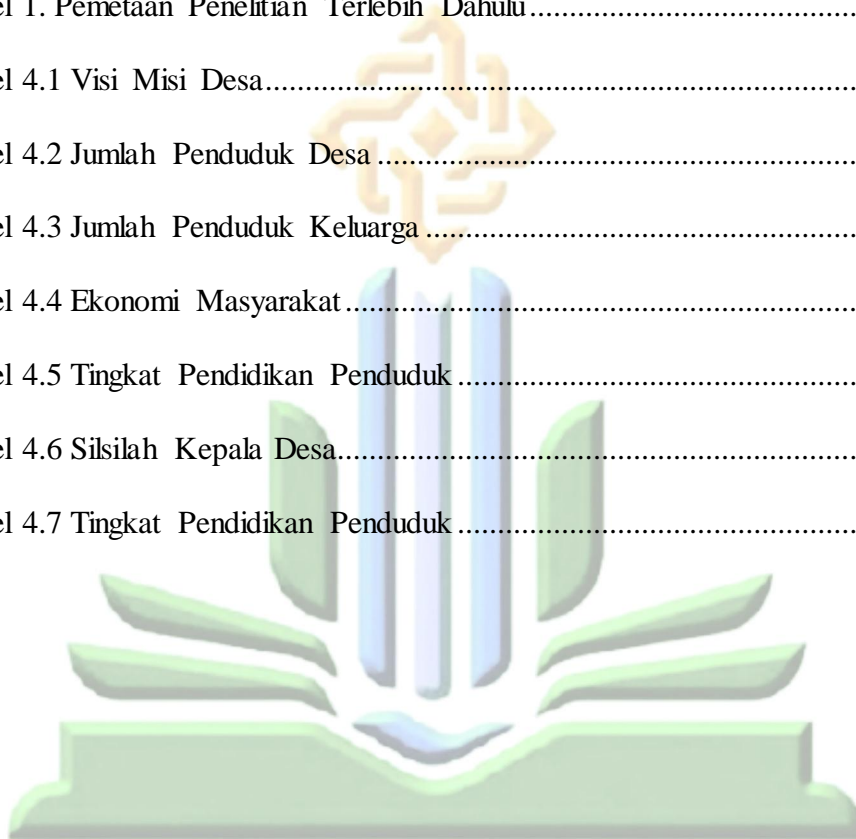 el 1. Pemetaan Penelitian Terlebih Dahulu........................................
el 4.1 Visi Misi Desa........................................................................
el 4.2 Jumlah Penduduk Desa..........................................................
el 4.3 Jumlah Penduduk Keluarga....................................................
el 4.4 Ekonomi Masyarakat..............................................................
el 4.5 Tingkat Pendidikan Penduduk................................................
el 4.6 Silsilah Kepala Desa...............................................................
el 4.7 Tingkat Pendidikan Penduduk................................................